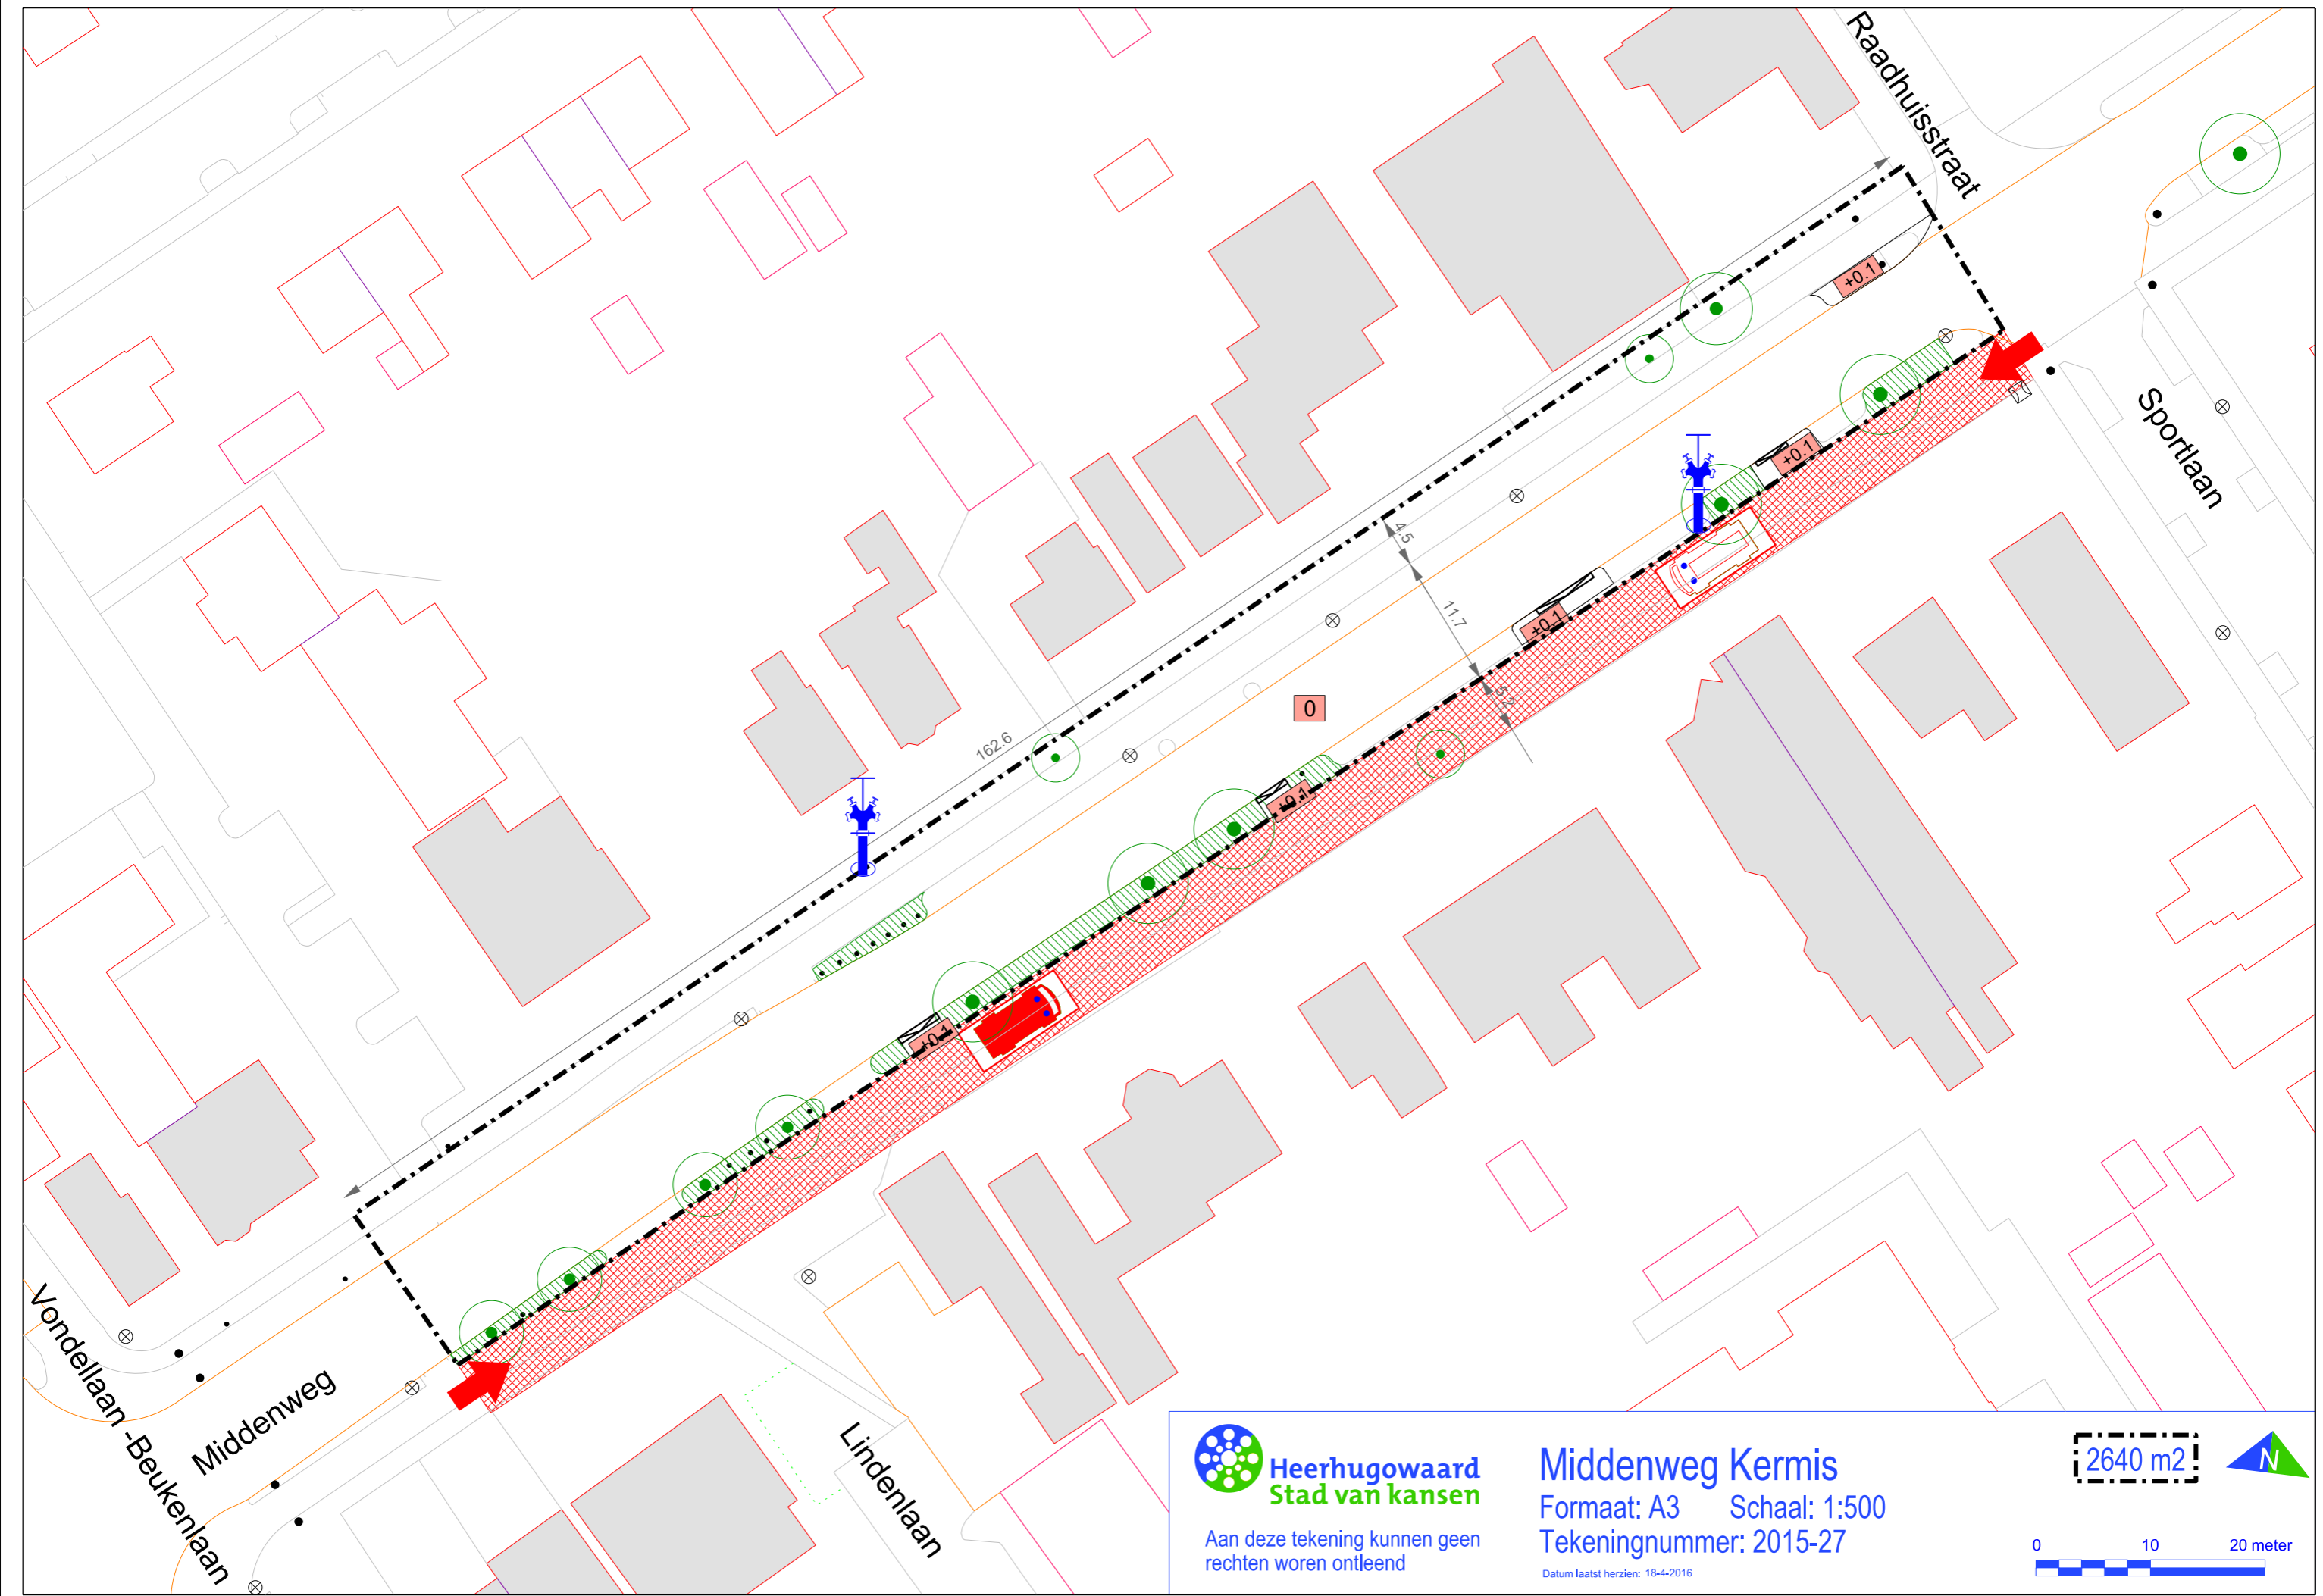 Raadhuisstraat
+0.1
Sportlaan
+0.1
4.5
11.7
+0.1
5.2
0
162.6
+0.1
+0.1
Vondellaan -Beukenlaan
Middenweg
Lindenlaan
Heerhugowaard
Stad van kansen
Aan deze tekening kunnen geen
rechten woren ontleend
Middenweg Kermis
Formaat: A3 Schaal: 1:500
Tekeningnummer: 2015-27
Datum laatst herzien: 18-4-2016
2640 m2
N
0 10 20 meter